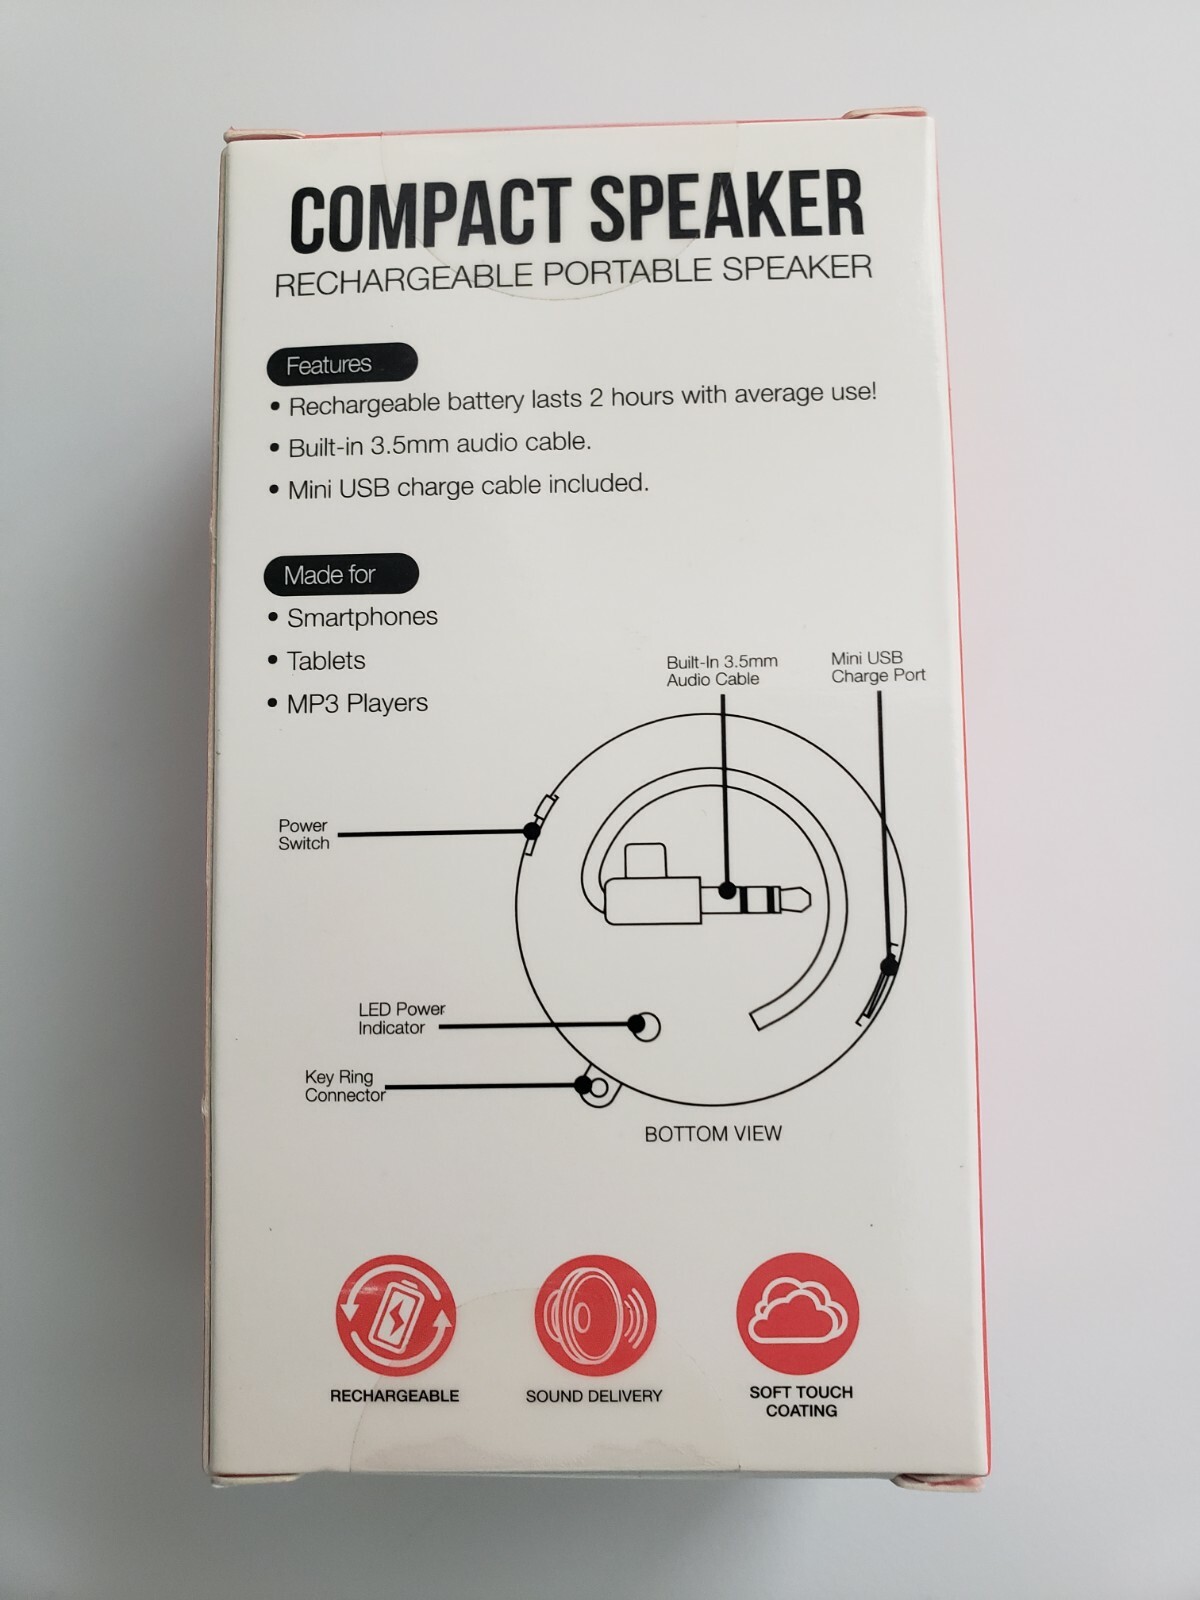 COMPACT SPEAKER
RECHARGEABLE PORTABLE SPEAKER
Features
• Rechargeable battery lasts 2 hours with average use!
• Built-in 3.5mm audio cable.
• Mini USB charge cable included.
Made for
• Smartphones
• Tablets
• MP3 Players
Built-In 3.5mm
Audio Cable
Mini USB
Charge Port
Power
Switch
LED Power
Indicator
Key Ring
Connector
BOTTOM VIEW
RECHARGEABLE
SOUND DELIVERY
SOFT TOUCH
COATING